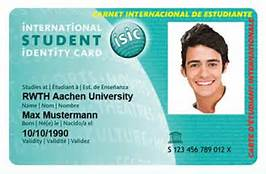 CARNET INTERNACIONAL DE ESTUDIANTE
INTERNATIONAL
STUDENT
IDENTITY CARD
isic
CARTE D'ETUDIANT INTERNATIONALE
Studies at / Étudiant à / Est. de Enseñanza
RWTH Aachen University
Name / Nom / Nombre
Max Mustermann
Born / Né(e) le / Nacido/a el
10/10/1990
Validity / Validité / Validez
S 123 456 789 012 X